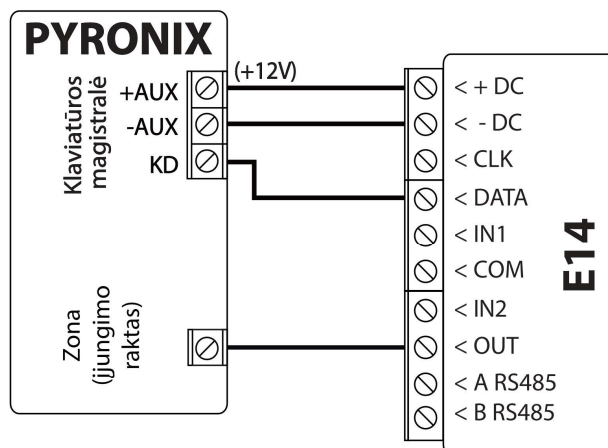 PYRONIX
Klaviatūros
magistralė
+AUX
-AUX
KD
(+12V)
Zona
(įjungimo
raktas)
< + DC
< - DC
< CLK
< DATA
< IN1
< COM
< IN2
< OUT
< A RS485
< B RS485
E14